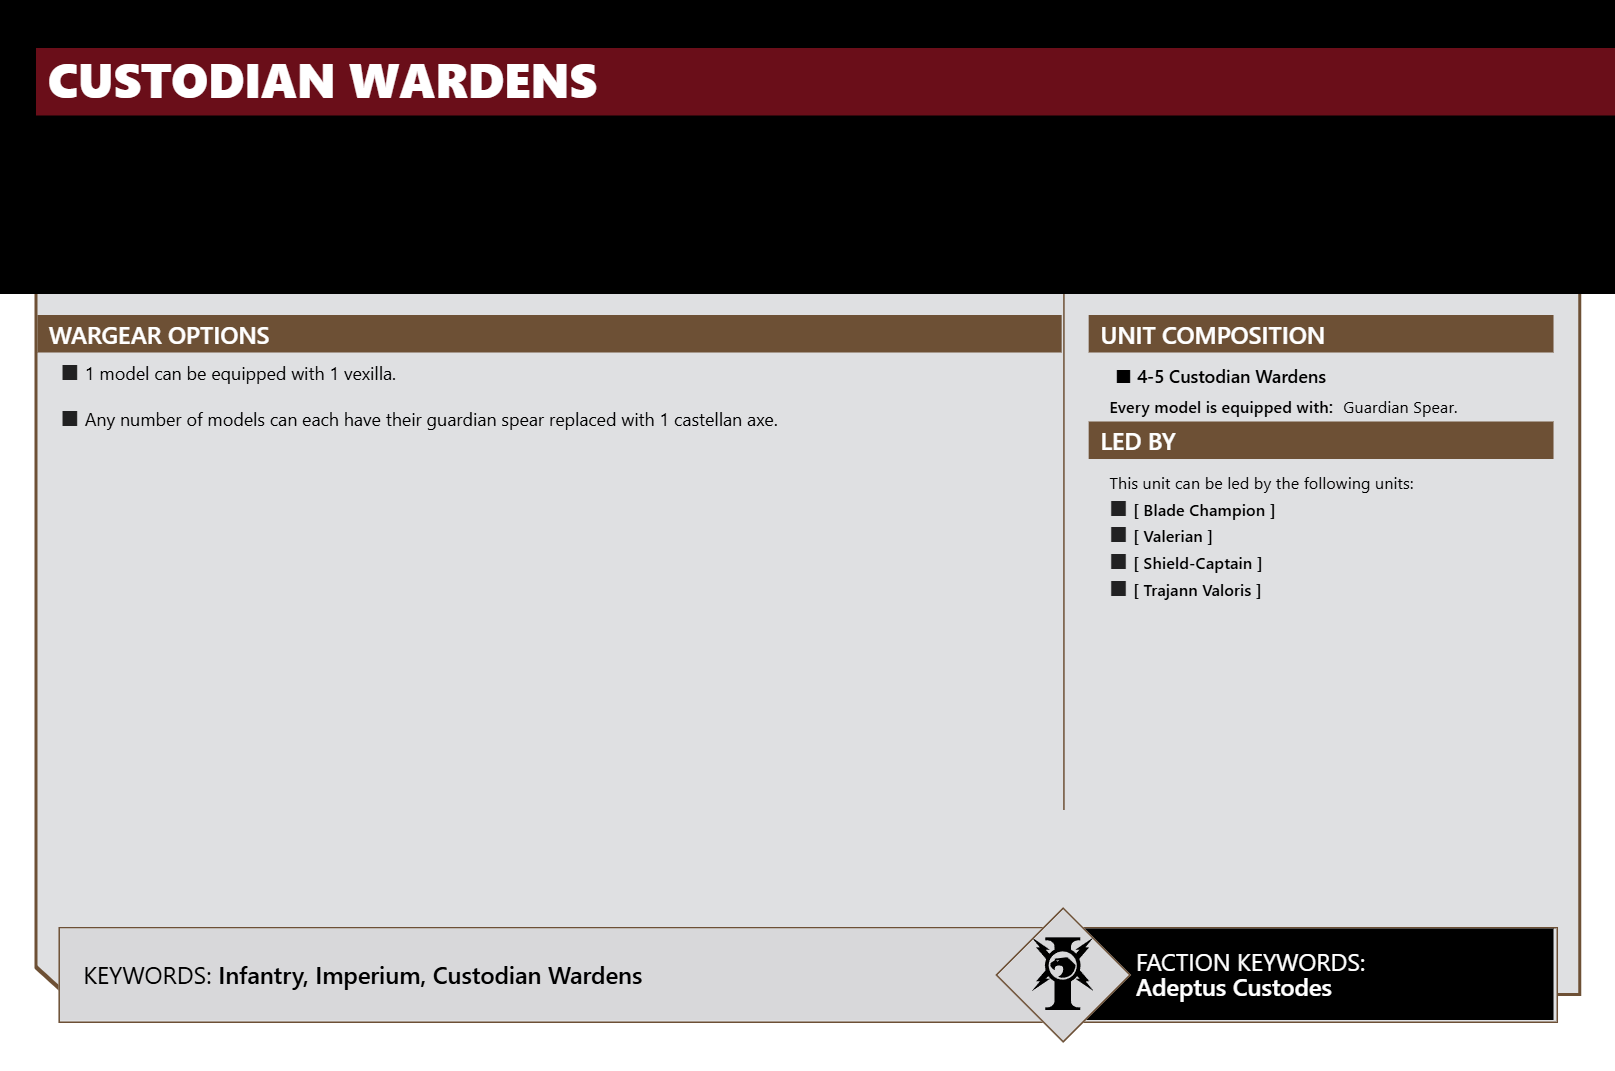 CUSTODIAN WARDENS
WARGEAR OPTIONS
■ 1 model can be equipped with 1 vexilla.
■ Any number of models can each have their guardian spear replaced with 1 castellan axe.
UNIT COMPOSITION
■ 4-5 Custodian Wardens
Every model is equipped with: Guardian Spear.
LED BY
This unit can be led by the following units:
■ [ Blade Champion ]
■ [ Valerian ]
■ [ Shield-Captain ]
■ [ Trajann Valoris ]
KEYWORDS: Infantry, Imperium, Custodian Wardens
FACTION KEYWORDS:
Adeptus Custodes